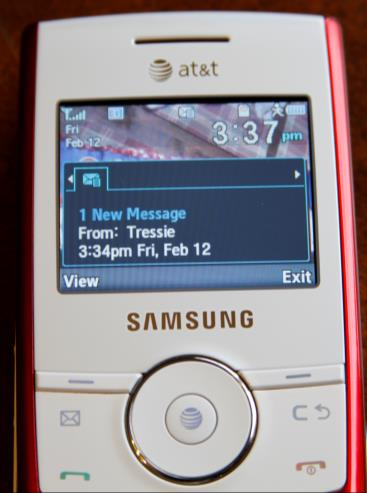 at&t
3:37 pm
Fri
Feb 12
1 New Message
From: Tressie
3:34pm Fri, Feb 12
View
Exit
SAMSUNG
C